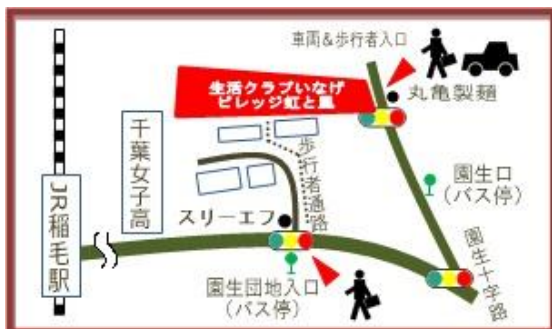 車両&歩行者入口
生活クラブいなげ
ビレッジ虹と風
丸亀製麺
千葉女子高
歩行者通路
園生口
(バス停)
JR稲毛駅
スリーエフ
園生団地入口
(バス停)
園生十字路